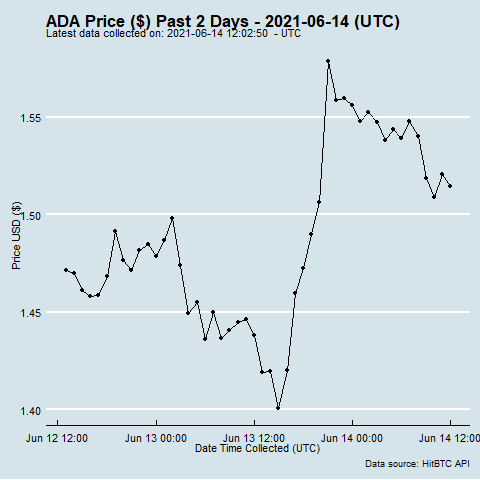 ADA Price ($) Past 2 Days - 2021-06-14 (UTC)
Latest data collected on: 2021-06-14 12:02:50  - UTC
1.55
1.50
1.45
1.40
Price USD ($)
Jun 12 12:00 Jun 13 00:00 Jun 13 12:00 Jun 14 00:00 Jun 14 12:00
Date Time Collected (UTC)
Data source: HitBTC API